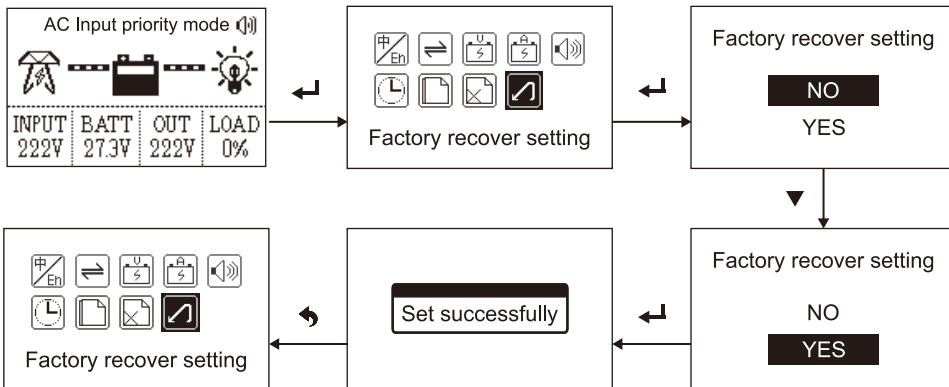 AC Input priority mode
INPUT BATT OUT LOAD
222V 27.3V 222V 0%
中/En
Factory recover setting
Factory recover setting
NO
YES
中/En
Factory recover setting
Set successfully
Factory recover setting
NO
YES